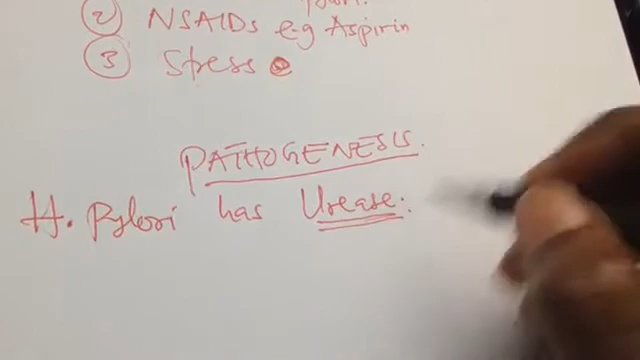 ② NSAIDs e.g Aspirin
③ Stress
PATHOGENESIS.
H. Pylori has Urease: